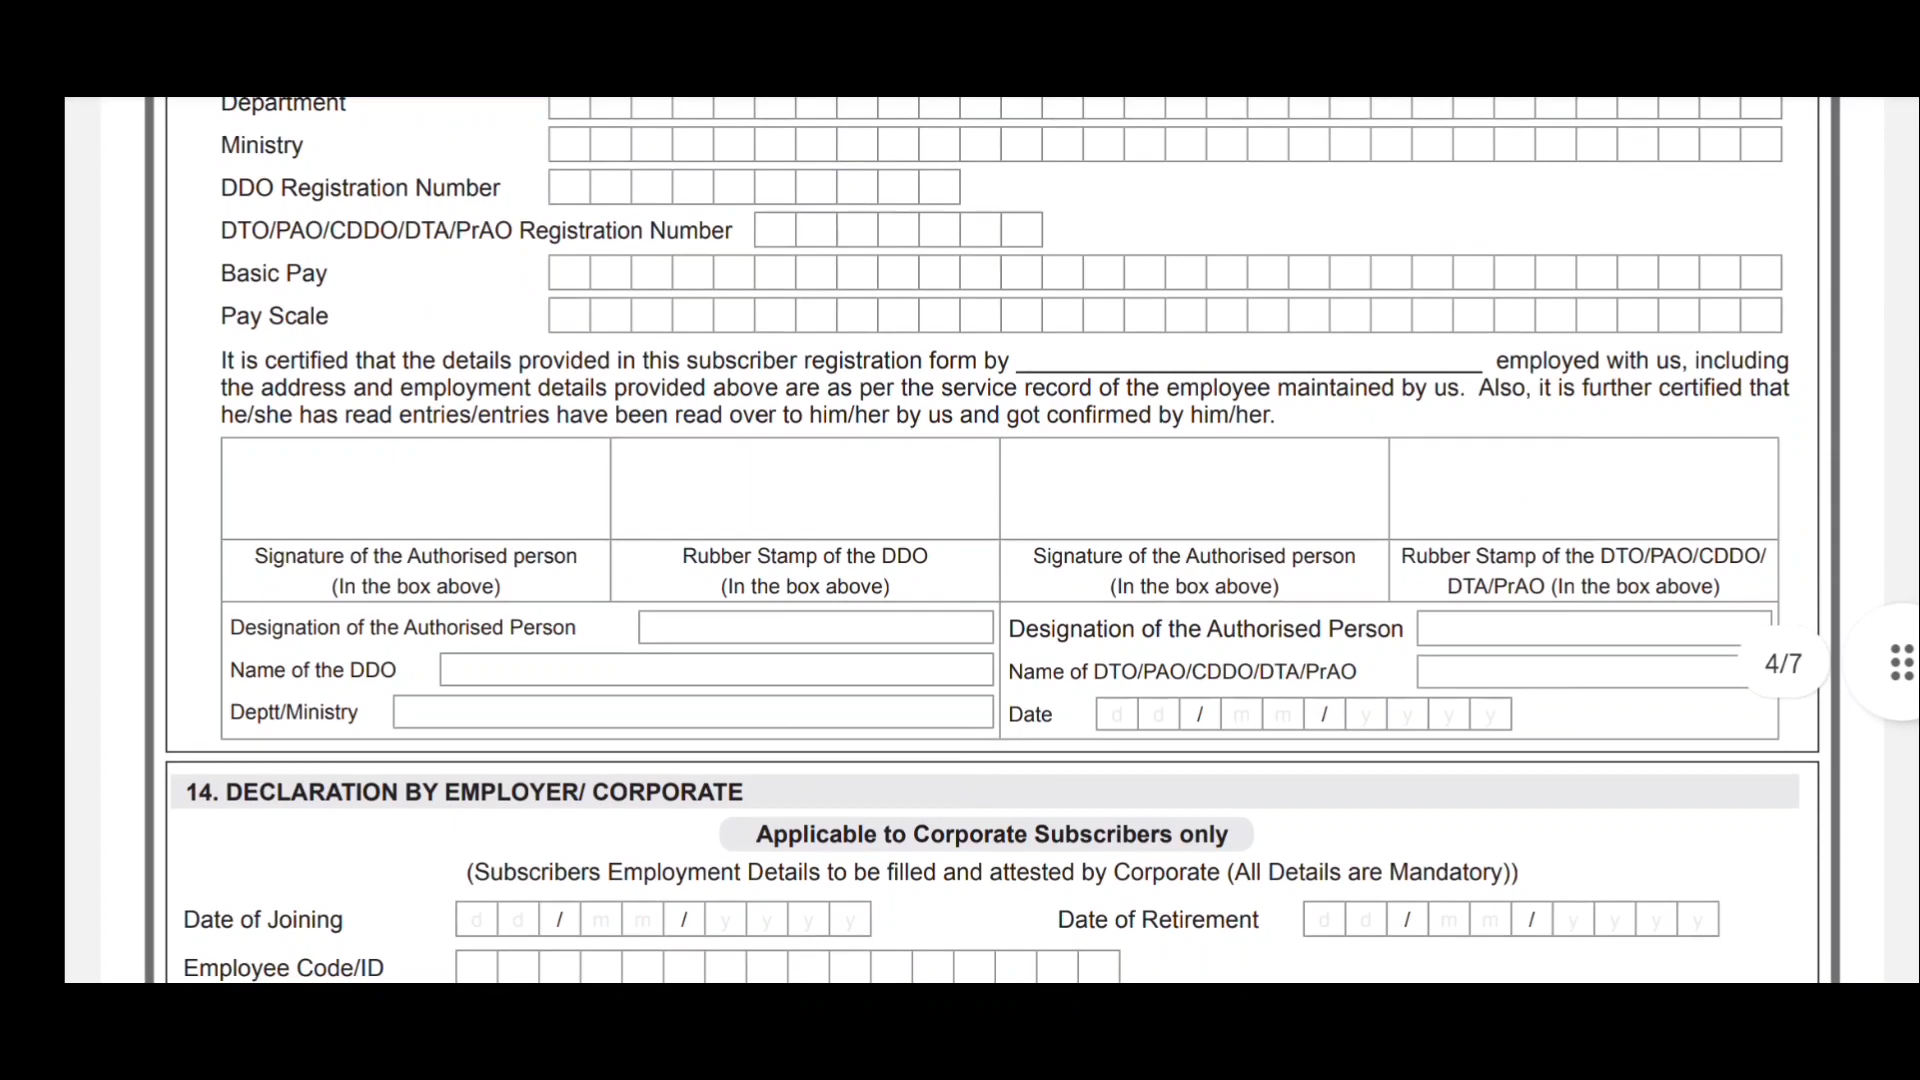 Department
Ministry
DDO Registration Number
DTO/PAO/CDDO/DTA/PrAO Registration Number
Basic Pay
Pay Scale
It is certified that the details provided in this subscriber registration form by ______________________ employed with us, including
the address and employment details provided above are as per the service record of the employee maintained by us. Also, it is further certified that
he/she has read entries/entries have been read over to him/her by us and got confirmed by him/her.
Signature of the Authorised person
(In the box above)
Rubber Stamp of the DDO
(In the box above)
Signature of the Authorised person
(In the box above)
Rubber Stamp of the DTO/PAO/CDDO/
DTA/PrAO (In the box above)
Designation of the Authorised Person
Name of the DDO
Deptt/Ministry
Designation of the Authorised Person
Name of DTO/PAO/CDDO/DTA/PrAO
Date d d / m m / y y y y
4/7
14. DECLARATION BY EMPLOYER/ CORPORATE
Applicable to Corporate Subscribers only
(Subscribers Employment Details to be filled and attested by Corporate (All Details are Mandatory))
Date of Joining d d / m m / y y y y
Date of Retirement d d / m m / y y y y
Employee Code/ID